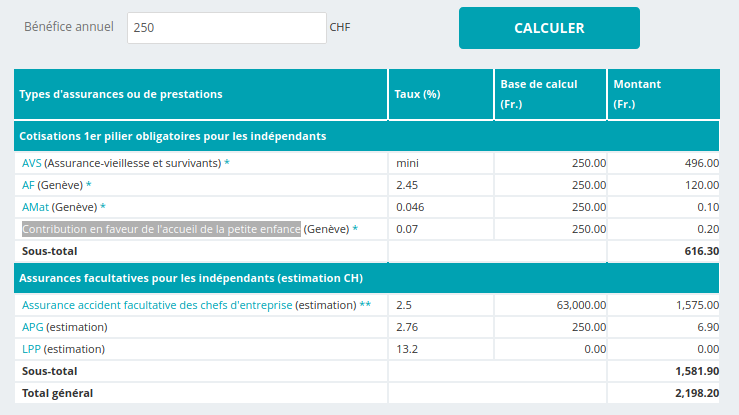 Bénéfice annuel 250 CHF CALCULER
Types d'assurances ou de prestations Taux (%) Base de calcul (Fr.) Montant (Fr.)
Cotisations 1er pilier obligatoires pour les indépendants
AVS (Assurance-vieillesse et survivants) * mini 250.00 496.00
AF (Genève) * 2.45 250.00 120.00
AMat (Genève) * 0.046 250.00 0.10
Contribution en faveur de l'accueil de la petite enfance (Genève) * 0.07 250.00 0.20
Sous-total 616.30
Assurances facultatives pour les indépendants (estimation CH)
Assurance accident facultative des chefs d'entreprise (estimation) ** 2.5 63,000.00 1,575.00
APG (estimation) 2.76 250.00 6.90
LPP (estimation) 13.2 0.00 0.00
Sous-total 1,581.90
Total général 2,198.20